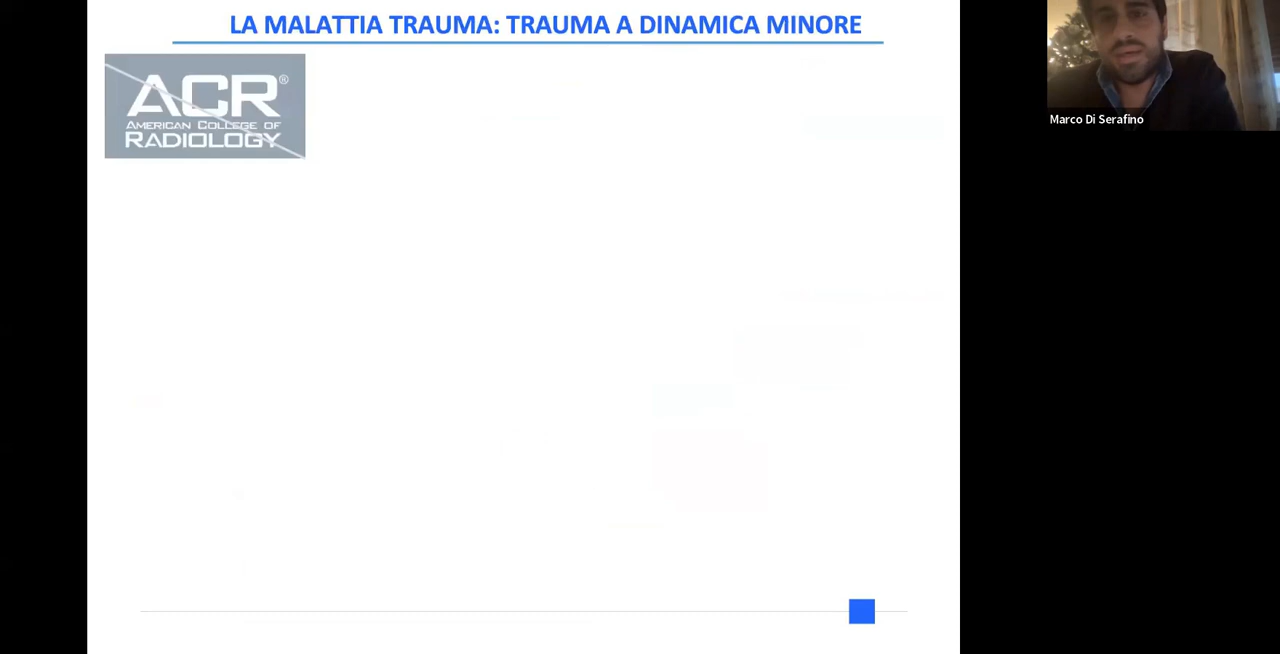 LA MALATTIA TRAUMA: TRAUMA A DINAMICA MINORE
ACR®
AMERICAN COLLEGE OF
RADIOLOGY
Marco Di Serafino